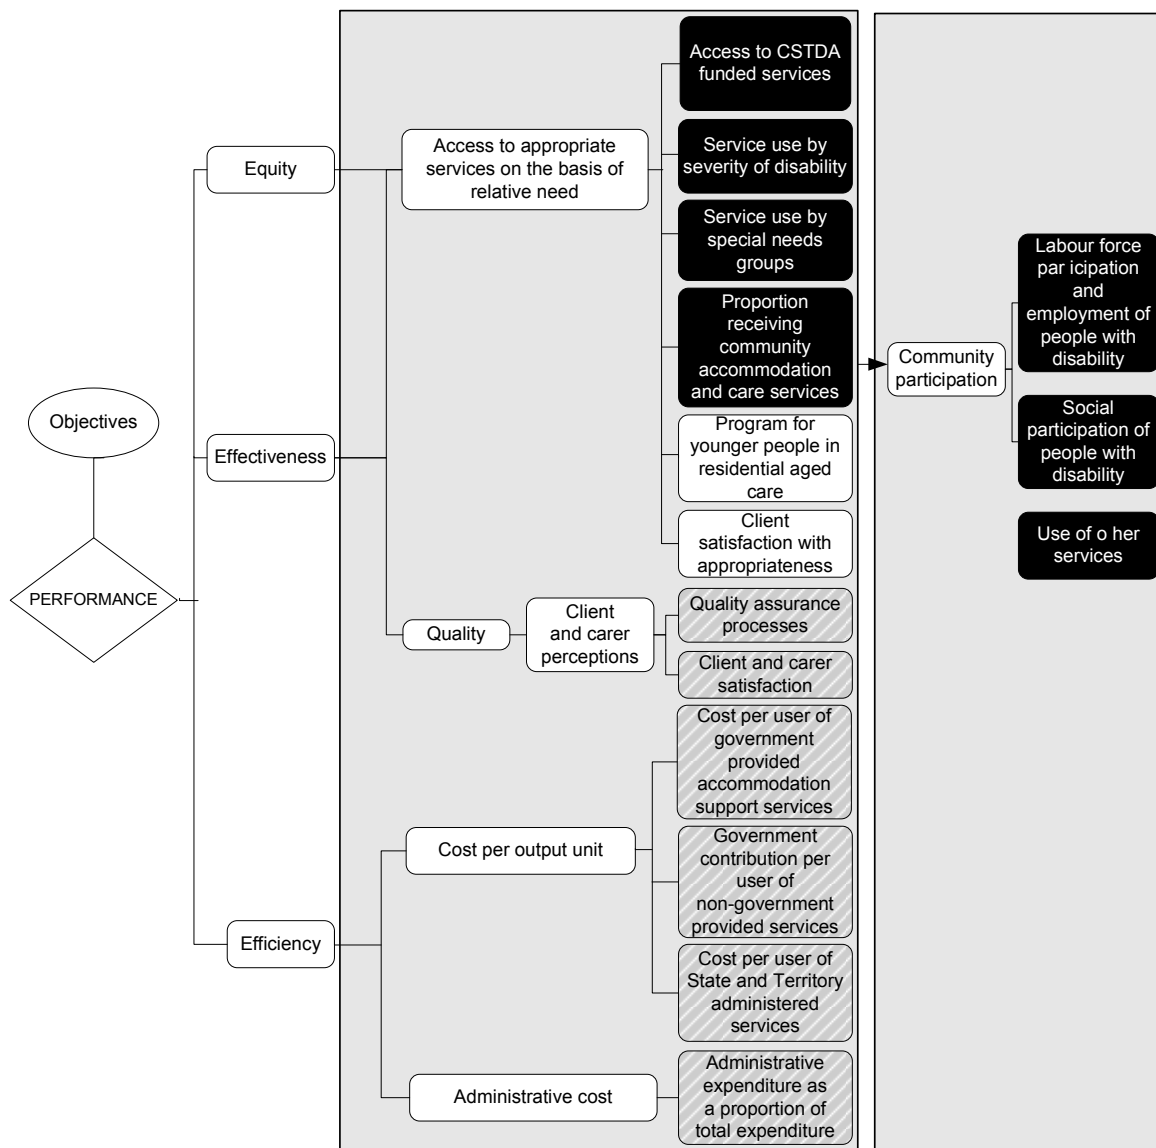 Objectives
PERFORMANCE
Equity
Effectiveness
Efficiency
Access to appropriate
services on the basis of
relative need
Quality
Client
and carer
perceptions
Cost per output unit
Administrative cost
Access to CSTDA
funded services
Service use by
severity of disability
Service use by
special needs
groups
Proportion
receiving
community
accommodation
and care services
Program for
younger people in
residential aged
care
Client
satisfaction with
appropriateness
Quality assurance
processes
Client and carer
satisfaction
Cost per user of
government
provided
accommodation
support services
Government
contribution per
user of
non-government
provided services
Cost per user of
State and Territory
administered
services
Administrative
expenditure as
a proportion of
total expenditure
Community
participation
Labour force
par icipation
and
employment of
people with
disability
Social
participation of
people with
disability
Use of o her
services